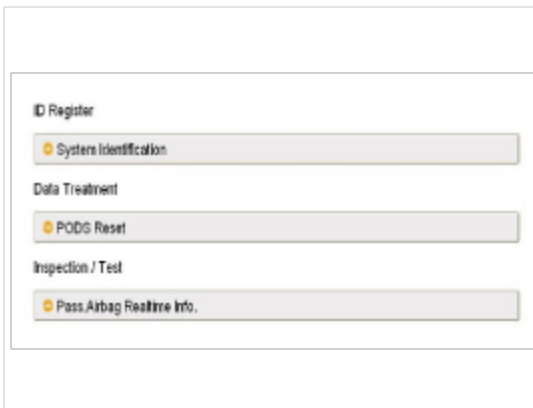 ID Register
System Identification
Data Treatment
PODS Reset
Inspection / Test
Pass.Airbag Realtime Info.